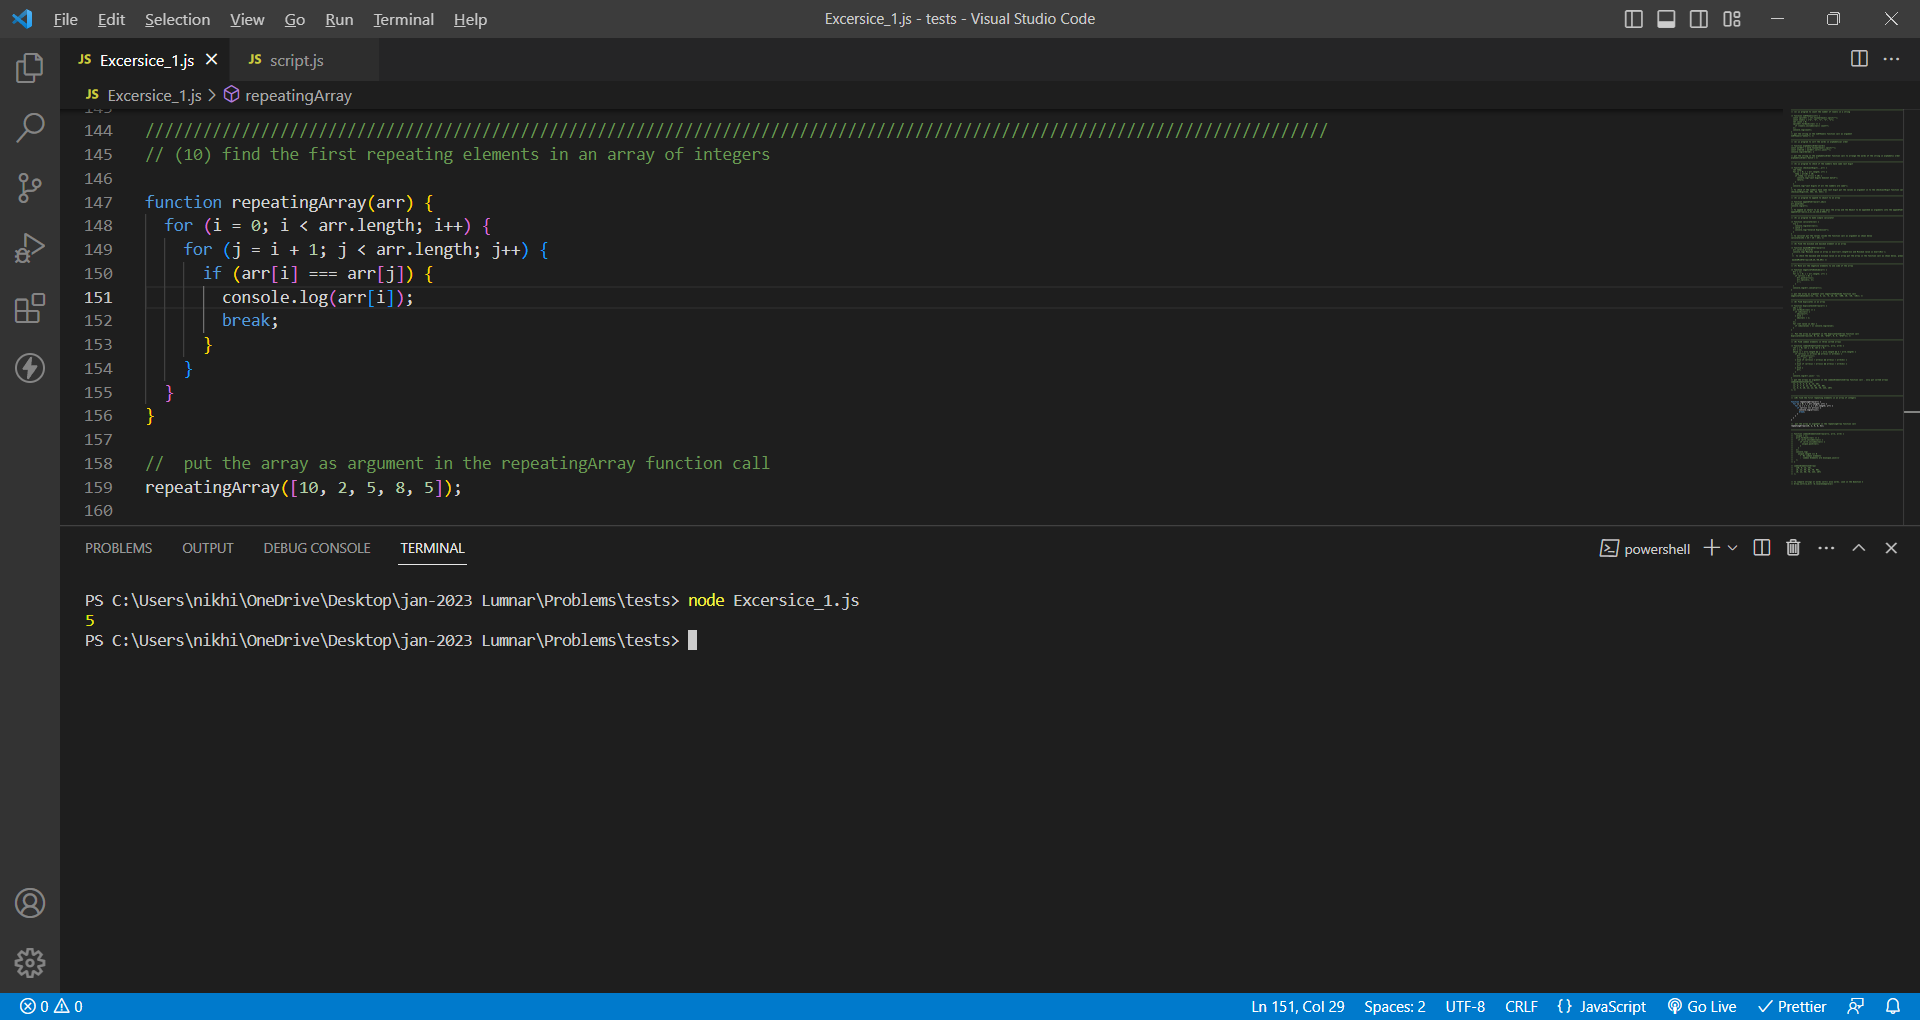 File Edit Selection View Go Run Terminal Help
Excersice_1.js - tests - Visual Studio Code
JS Excersice_1.js
JS script.js
JS Excersice_1.js > repeatingArray
143
144 ///////////////////////////////////////////////////////////////////////////////////////////////////////////////////////////
145 // (10) find the first repeating elements in an array of integers
146
147 function repeatingArray(arr) {
148 for (i = 0; i < arr.length; i++) {
149 for (j = i + 1; j < arr.length; j++) {
150 if (arr[i] === arr[j]) {
151 console.log(arr[i]);
152 break;
153 }
154 }
155 }
156 }
157
158 //  put the array as argument in the repeatingArray function call
159 repeatingArray([10, 2, 5, 8, 5]);
160
PROBLEMS OUTPUT DEBUG CONSOLE TERMINAL
powershell
PS C:\Users\nikhi\OneDrive\Desktop\jan-2023 Lumnar\Problems\tests> node Excersice_1.js
5
PS C:\Users\nikhi\OneDrive\Desktop\jan-2023 Lumnar\Problems\tests>
0 0
Ln 151, Col 29 Spaces: 2 UTF-8 CRLF {} JavaScript Go Live Prettier